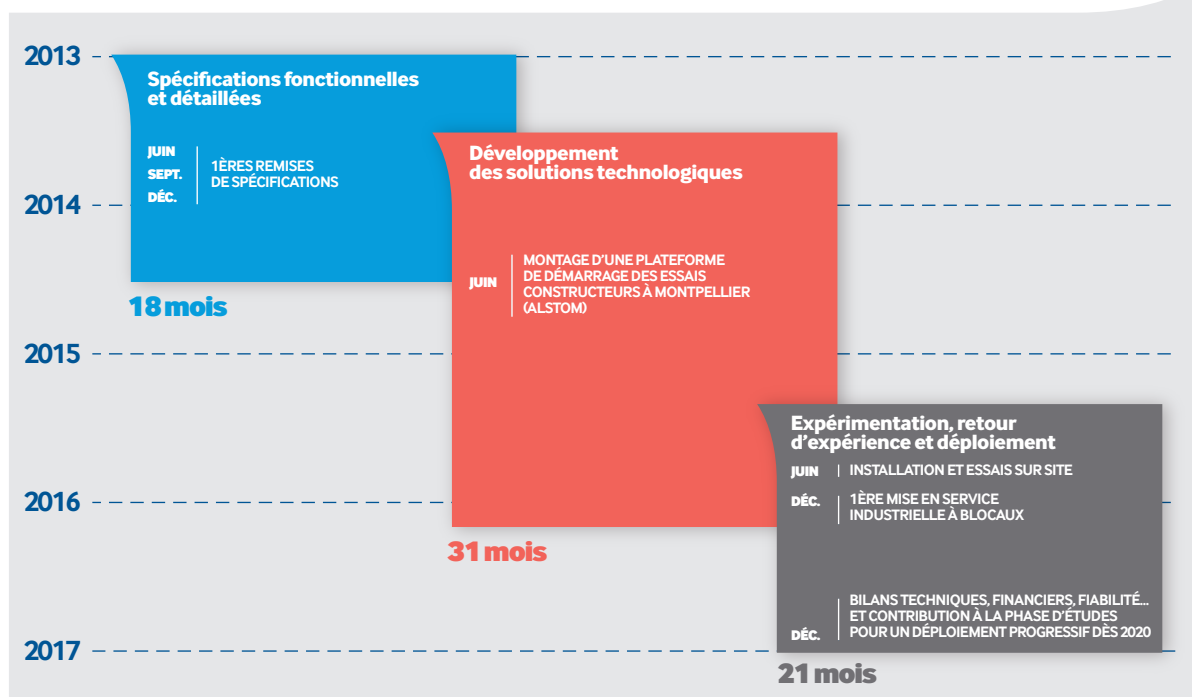 2013
Spécifications fonctionnelles
et détaillées
JUIN
SEPT.
DÉC.
1ÈRES REMISES
DE SPÉCIFICATIONS
18 mois
2014
Développement
des solutions technologiques
JUIN
MONTAGE D'UNE PLATEFORME
DE DÉMARRAGE DES ESSAIS
CONSTRUCTEURS À MONTPELLIER
(ALSTOM)
31 mois
2015
Expérimentation, retour
d'expérience et déploiement
JUIN
INSTALLATION ET ESSAIS SUR SITE
DÉC.
1ÈRE MISE EN SERVICE
INDUSTRIELLE À BLOCAUX
2016
DÉC.
BILANS TECHNIQUES, FINANCIERS, FIABILITÉ...
ET CONTRIBUTION À LA PHASE D'ÉTUDES
POUR UN DÉPLOIEMENT PROGRESSIF DÈS 2020
2017
21 mois